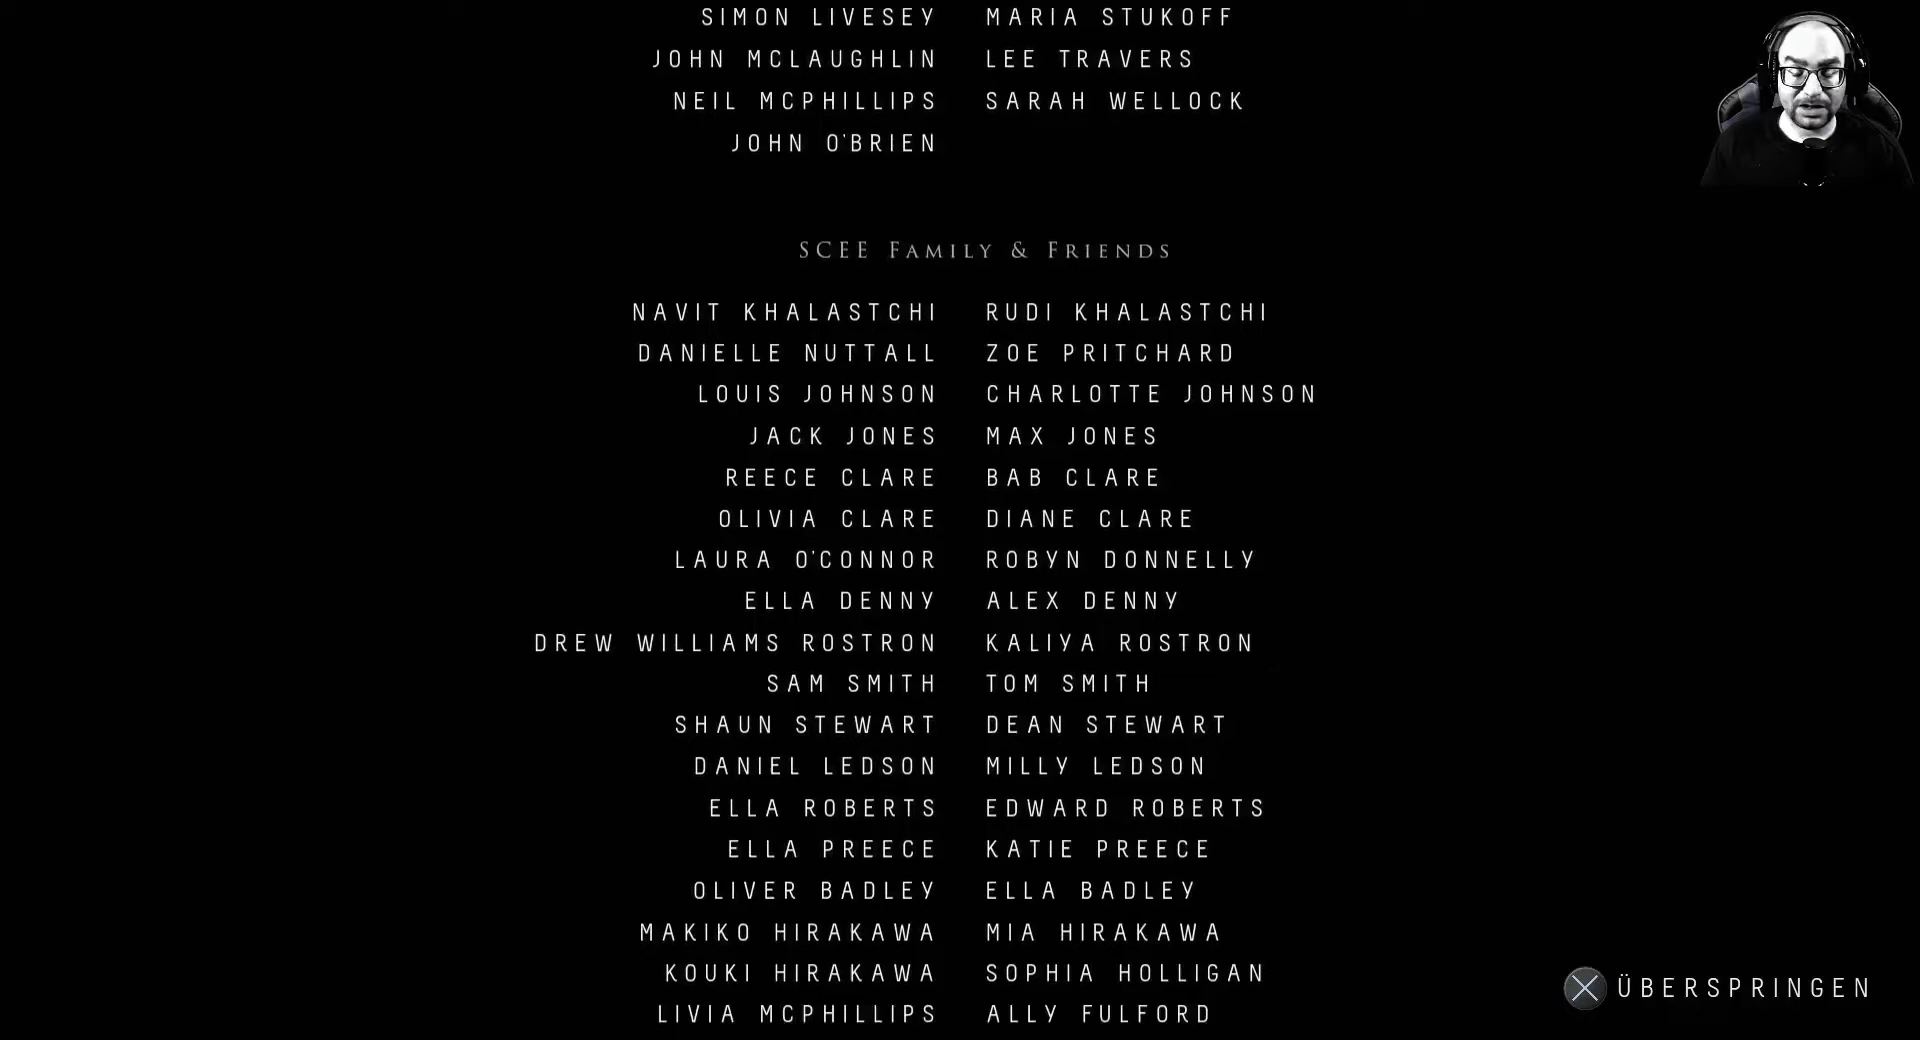 SIMON LIVESEY MARIA STUKOFF
JOHN MCLAUGHLIN LEE TRAVERS
NEIL MCPHILLIPS SARAH WELLOCK
JOHN O'BRIEN
SCEE FAMILY & FRIENDS
NAVIT KHALASTCHI RUDI KHALASTCHI
DANIELLE NUTTALL ZOE PRITCHARD
LOUIS JOHNSON CHARLOTTE JOHNSON
JACK JONES MAX JONES
REECE CLARE BAB CLARE
OLIVIA CLARE DIANE CLARE
LAURA O'CONNOR ROBYN DONNELLY
ELLA DENNY ALEX DENNY
DREW WILLIAMS ROSTRON KALIYA ROSTRON
SAM SMITH TOM SMITH
SHAUN STEWART DEAN STEWART
DANIEL LEDSON MILLY LEDSON
ELLA ROBERTS EDWARD ROBERTS
ELLA PREECE KATIE PREECE
OLIVER BADLEY ELLA BADLEY
MAKIKO HIRAKAWA MIA HIRAKAWA
KOUKI HIRAKAWA SOPHIA HOLLIGAN
LIVIA MCPHILLIPS ALLY FULFORD
ÜBERSPRINGEN